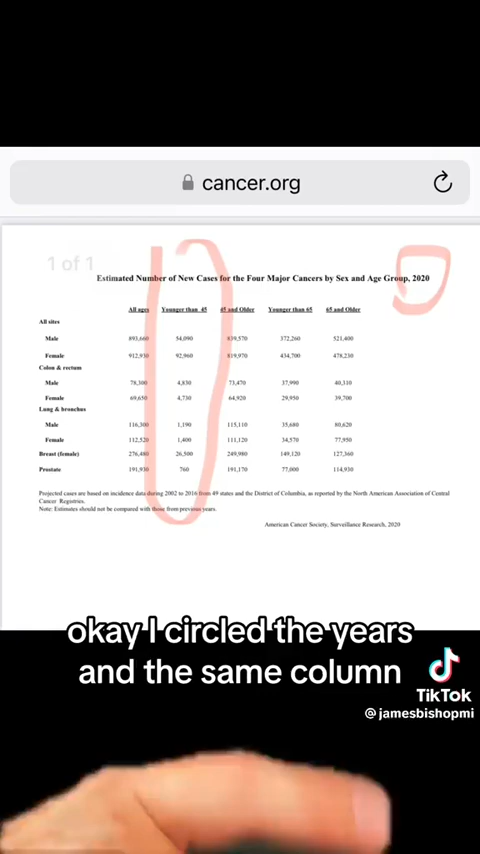 cancer.org
1 of 1
Estimated Number of New Cases for the Four Major Cancers by Sex and Age Group, 2020
All ages Younger than 45 45 and Older Younger than 65 65 and Older
All sites
Male 893,660 54,090 839,570 372,260 521,400
Female 912,930 92,960 819,970 434,700 478,230
Colon & rectum
Male 78,300 4,830 73,470 37,990 40,310
Female 69,650 4,730 64,920 29,950 39,700
Lung & bronchus
Male 116,300 1,190 115,110 35,680 80,620
Female 112,520 1,400 111,120 34,570 77,950
Breast (female) 276,480 26,500 249,980 149,120 127,360
Prostate 191,930 760 191,170 77,000 114,930
Projected cases are based on incidence data during 2002 to 2016 from 49 states and the District of Columbia, as reported by the North American Association of Central
Cancer Registries.
Note: Estimates should not be compared with those from previous years.
American Cancer Society, Surveillance Research, 2020
okay I circled the years
and the same column
TikTok
@jamesbishopmi